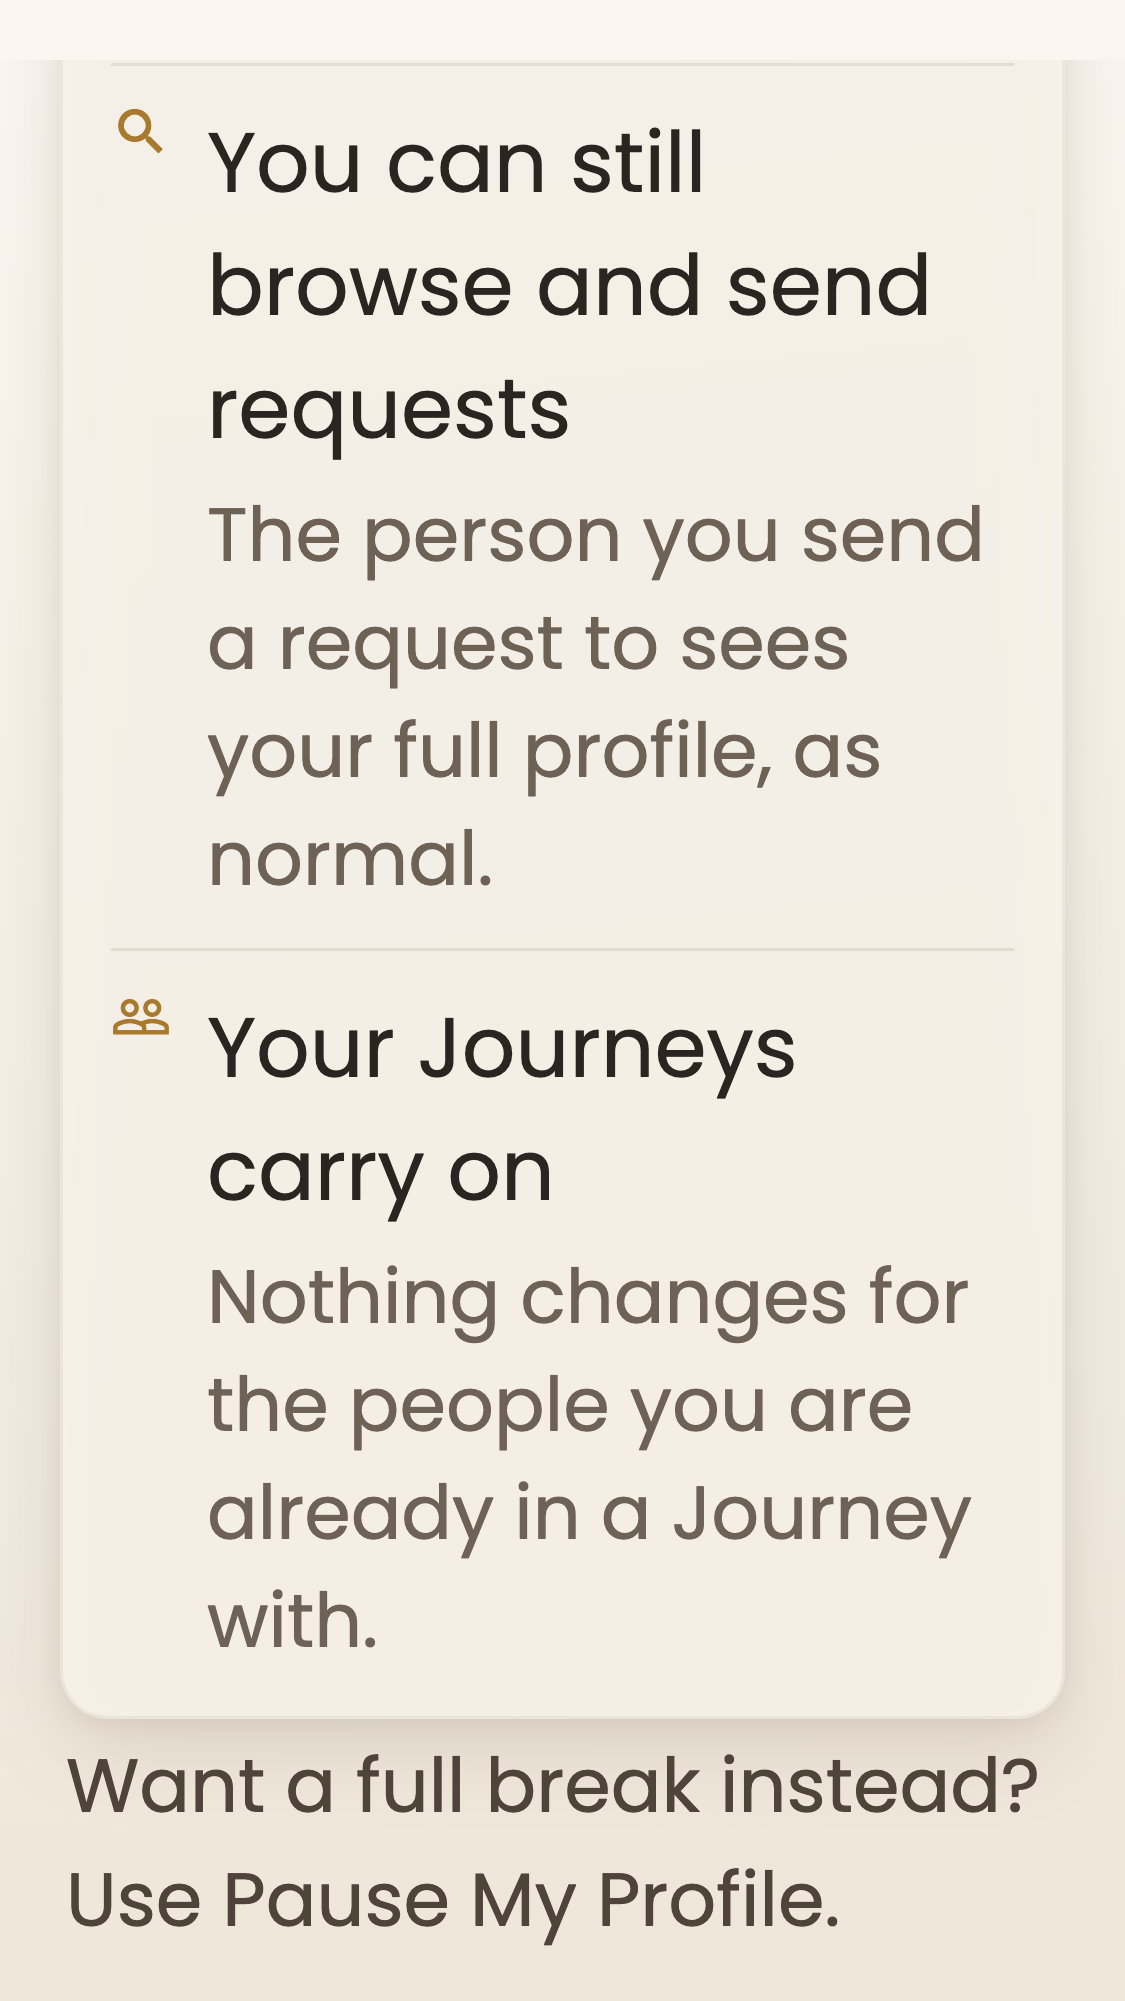 You can still
browse and send
requests
The person you send
a request to sees
your full profile, as
normal.
Your Journeys
carry on
Nothing changes for
the people you are
already in a Journey
with.
Want a full break instead?
Use Pause My Profile.